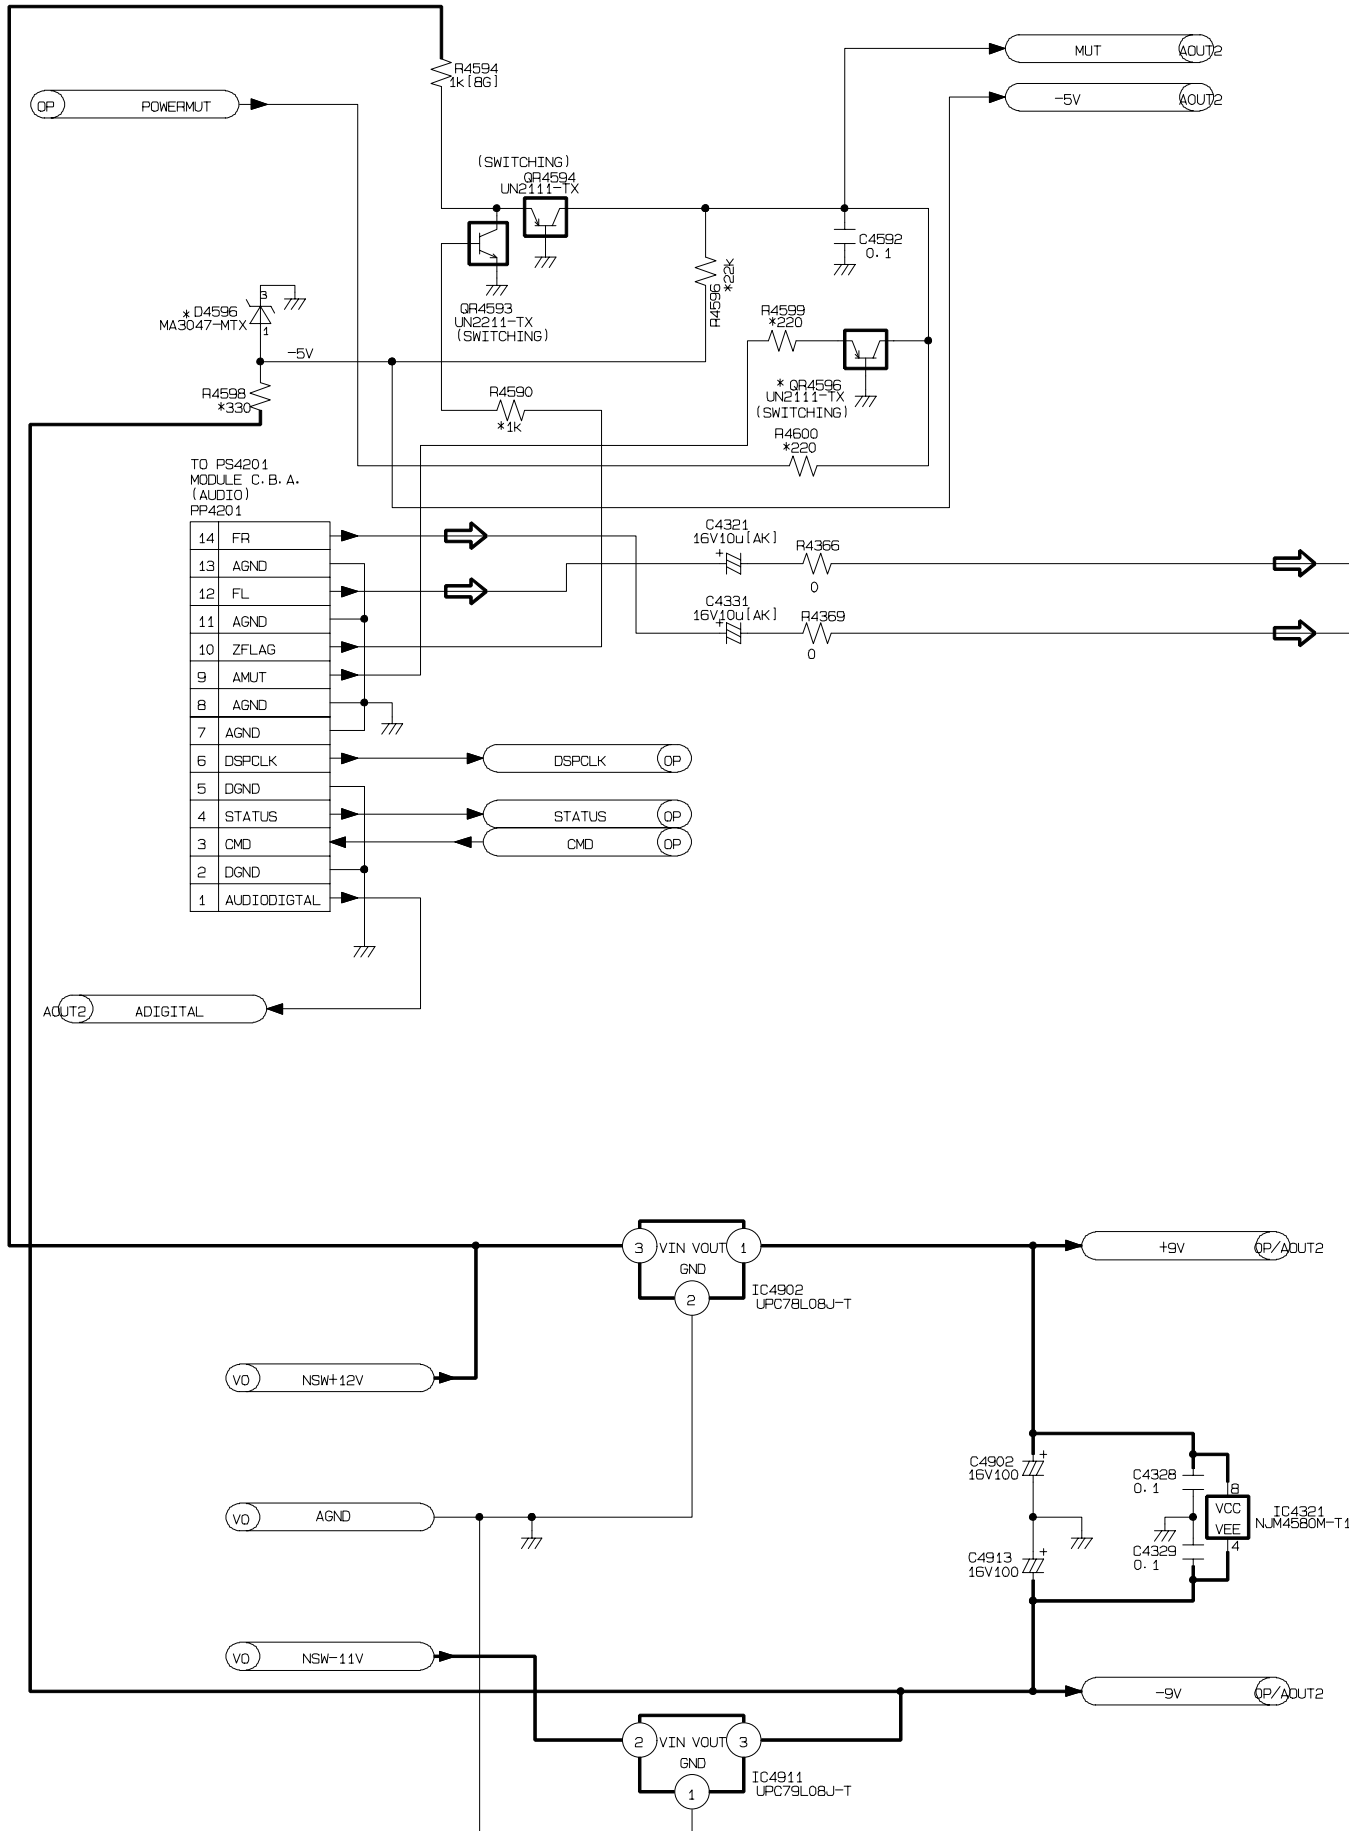 MUT AOUT2
R4594
1K[8G]
OP POWERMUT
-5V AOUT2
(SWITCHING)
QR4594
UN2111-TX
C4592
0.1
R4596
*22K
QR4593
UN2211-TX
(SWITCHING)
3
* D4596
MA3047-MTX
1
-5V
R4599
*220
* QR4596
UN2111-TX
(SWITCHING)
R4598
*330
R4590
*1K
R4600
*220
TO PS4201
MODULE C.B.A.
(AUDIO)
PP4201
14 FR
13 AGND
12 FL
11 AGND
10 ZFLAG
9 AMUT
8 AGND
7 AGND
6 DSPCLK
5 DGND
4 STATUS
3 CMD
2 DGND
1 AUDIODIGTAL
C4321
16V10u[AK]
+
R4366
0
C4331
16V10u[AK]
+
R4369
0
DSPCLK OP
STATUS OP
CMD OP
AOUT2 ADIGITAL
3 VIN VOUT 1
GND
2
IC4902
UPC78L08J-T
+9V OP/AOUT2
VO NSW+12V
C4902
16V100
+
C4328
0.1
8
VCC
VEE
4
IC4321
NJM4580M-T1
VO AGND
C4913
16V100
+
C4329
0.1
VO NSW-11V
-9V OP/AOUT2
2 VIN VOUT 3
GND
1
IC4911
UPC79L08J-T